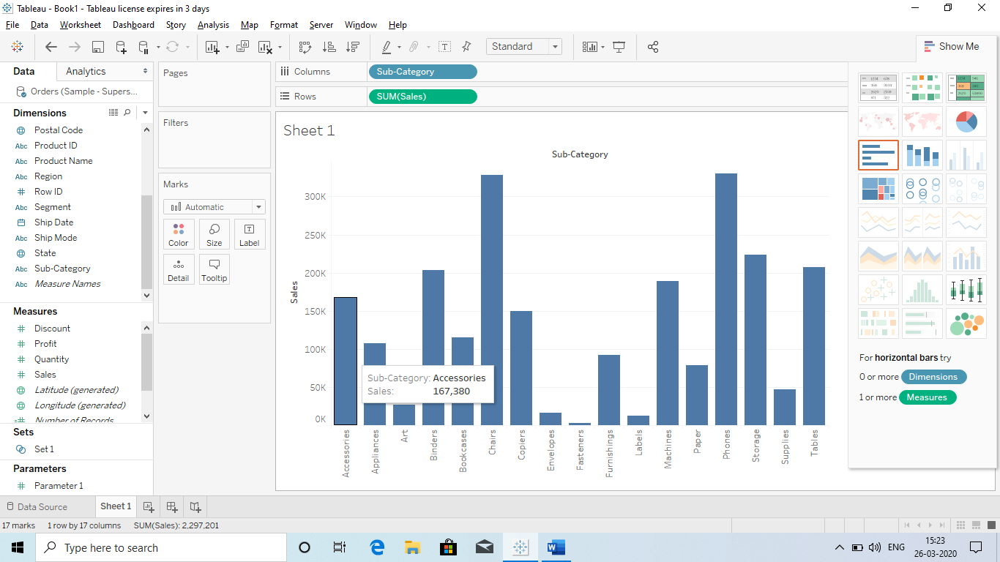 Tableau - Book1 - Tableau license expires in 3 days
File Data Worksheet Dashboard Story Analysis Map Format Server Window Help
Standard
Show Me
Data Analytics
Orders (Sample - Supers...
Dimensions
Postal Code
Product ID
Product Name
Region
Row ID
Segment
Ship Date
Ship Mode
State
Sub-Category
Measure Names
Measures
Discount
Profit
Quantity
Sales
Latitude (generated)
Longitude (generated)
Number of Records
Sets
Set 1
Parameters
Parameter 1
Pages
Filters
Marks
Automatic
Color Size Label
Detail Tooltip
Columns Sub-Category
Rows SUM(Sales)
Sheet 1
Sub-Category
Sales
300K
250K
200K
150K
100K
50K
0K
Sub-Category: Accessories
Sales: 167,380
Accessories
Appliances
Art
Binders
Bookcases
Chairs
Copiers
Envelopes
Fasteners
Furnishings
Labels
Machines
Paper
Phones
Storage
Supplies
Tables
For horizontal bars try
0 or more Dimensions
1 or more Measures
Data Source Sheet 1
17 marks 1 row by 17 columns SUM(Sales): 2,297,201
Type here to search
ENG
15:23
26-03-2020